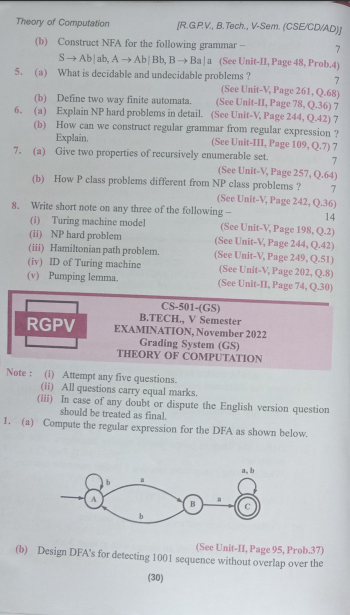 Theory of Computation [R.G.P.V., B.Tech., V-Sem. (CSE/CD/AD)]
(b) Construct NFA for the following grammar – 7
S → Ab| ab, A → Ab| Bb, B → Ba | a (See Unit-II, Page 48, Prob.4)
5. (a) What is decidable and undecidable problems ? 7
(See Unit-V, Page 261, Q.68)
(b) Define two way finite automata. (See Unit-II, Page 78, Q.36) 7
6. (a) Explain NP hard problems in detail. (See Unit-V, Page 244, Q.42) 7
(b) How can we construct regular grammar from regular expression ?
Explain. (See Unit-III, Page 109, Q.7) 7
7. (a) Give two properties of recursively enumerable set. 7
(See Unit-V, Page 257, Q.64)
(b) How P class problems different from NP class problems ? 7
(See Unit-V, Page 242, Q.36)
8. Write short note on any three of the following – 14
(i) Turing machine model (See Unit-V, Page 198, Q.2)
(ii) NP hard problem (See Unit-V, Page 244, Q.42)
(iii) Hamiltonian path problem. (See Unit-V, Page 249, Q.51)
(iv) ID of Turing machine (See Unit-V, Page 202, Q.8)
(v) Pumping lemma. (See Unit-II, Page 74, Q.30)
RGPV
CS-501-(GS)
B.TECH., V Semester
EXAMINATION, November 2022
Grading System (GS)
THEORY OF COMPUTATION
Note : (i) Attempt any five questions.
(ii) All questions carry equal marks.
(iii) In case of any doubt or dispute the English version question
should be treated as final.
1. (a) Compute the regular expression for the DFA as shown below.
a, b
b a
A B a C
b
(See Unit-II, Page 95, Prob.37)
(b) Design DFA's for detecting 1001 sequence without overlap over the
(30)